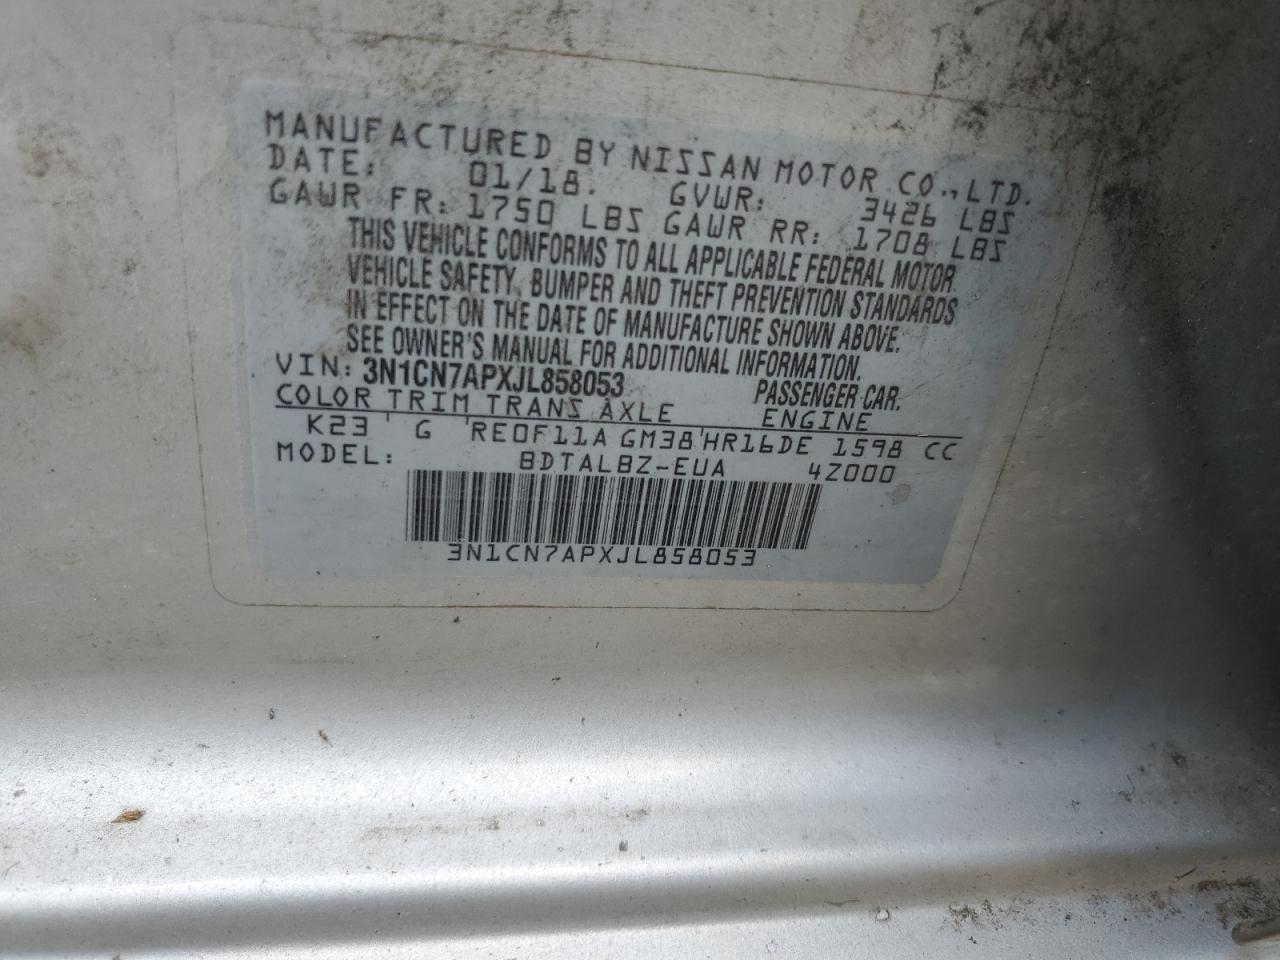 MANUFACTURED BY NISSAN MOTOR CO., LTD.
DATE: 01/18. GVWR: 3426 LBS
GAWR FR: 1750 LBS GAWR RR: 1708 LBS
THIS VEHICLE CONFORMS TO ALL APPLICABLE FEDERAL MOTOR
VEHICLE SAFETY, BUMPER AND THEFT PREVENTION STANDARDS
IN EFFECT ON THE DATE OF MANUFACTURE SHOWN ABOVE.
SEE OWNER'S MANUAL FOR ADDITIONAL INFORMATION.
VIN: 3N1CN7APXJL858053 PASSENGER CAR.
COLOR TRIM TRANS AXLE ENGINE
K23 ' G 'RE0F11A GM38'HR16DE 1598 CC
MODEL: BDTALBZ-EUA 4Z000
3N1CN7APXJL858053